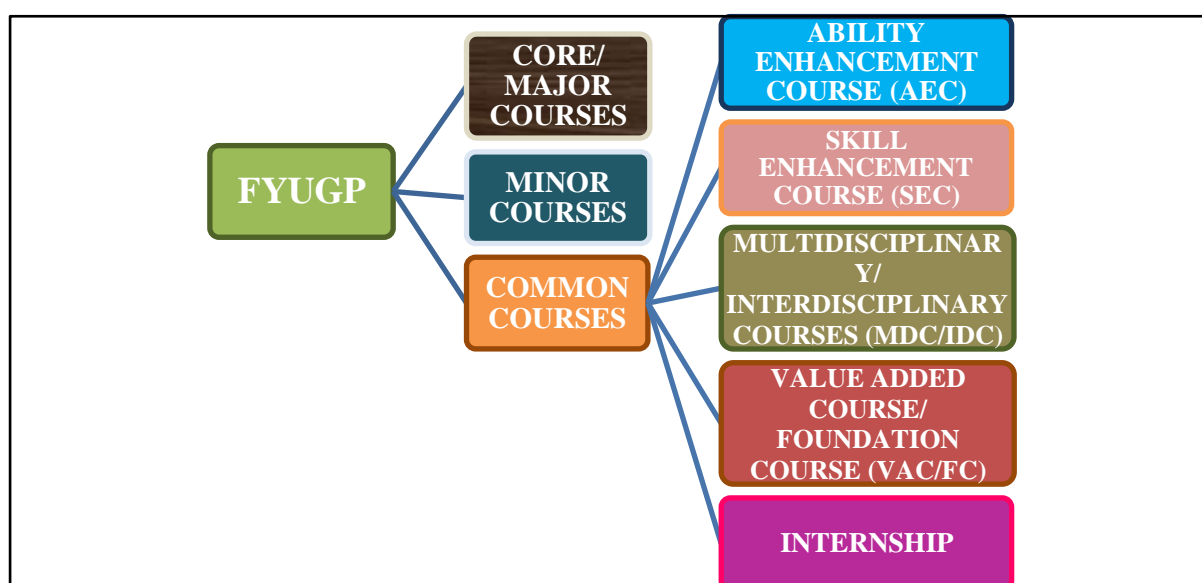 FYUGP
CORE/
MAJOR
COURSES
MINOR
COURSES
COMMON
COURSES
ABILITY
ENHANCEMENT
COURSE (AEC)
SKILL
ENHANCEMENT
COURSE (SEC)
MULTIDISCIPLINAR
Y/
INTERDISCIPLINARY
COURSES (MDC/IDC)
VALUE ADDED
COURSE/
FOUNDATION
COURSE (VAC/FC)
INTERNSHIP